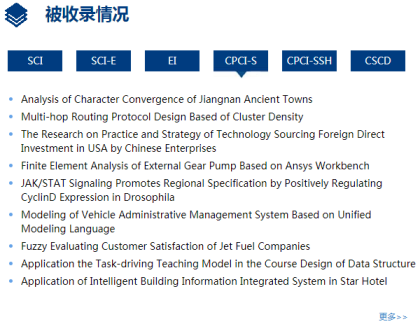 被收录情况
SCI
SCI-E
EI
CPCI-S
CPCI-SSH
CSCD
Analysis of Character Convergence of Jiangnan Ancient Towns
Multi-hop Routing Protocol Design Based of Cluster Density
The Research on Practice and Strategy of Technology Sourcing Foreign Direct
Investment in USA by Chinese Enterprises
Finite Element Analysis of External Gear Pump Based on Ansys Workbench
JAK/STAT Signaling Promotes Regional Specification by Positively Regulating
CyclinD Expression in Drosophila
Modeling of Vehicle Administrative Management System Based on Unified
Modeling Language
Fuzzy Evaluating Customer Satisfaction of Jet Fuel Companies
Application the Task-driving Teaching Model in the Course Design of Data Structure
Application of Intelligent Building Information Integrated System in Star Hotel
更多>>